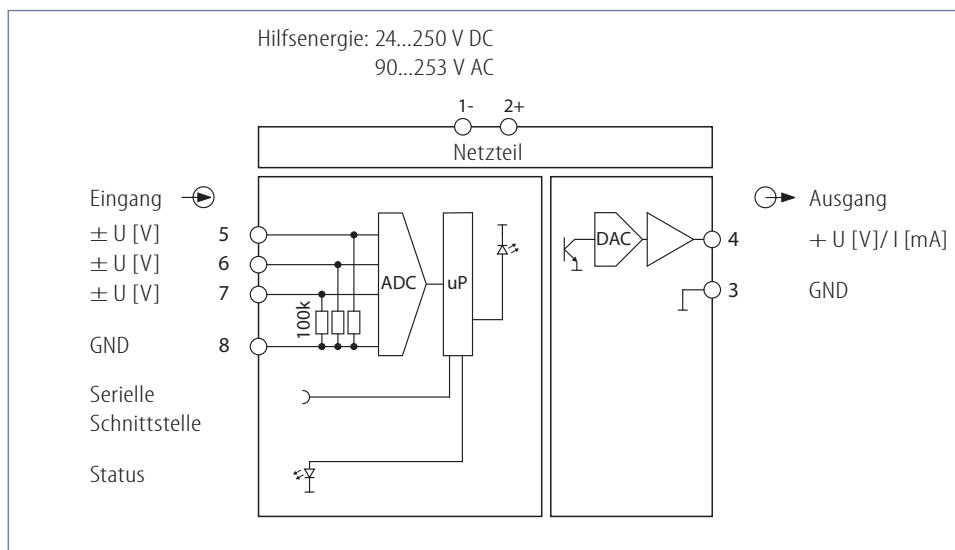 Hilfsenergie: 24...250 V DC
90...253 V AC
1- 2+
Netzteil
Eingang
Ausgang
± U [V] 5
± U [V] 6
± U [V] 7
GND 8
100k
ADC
uP
DAC
4 + U [V]/ I [mA]
3 GND
Serielle
Schnittstelle
Status